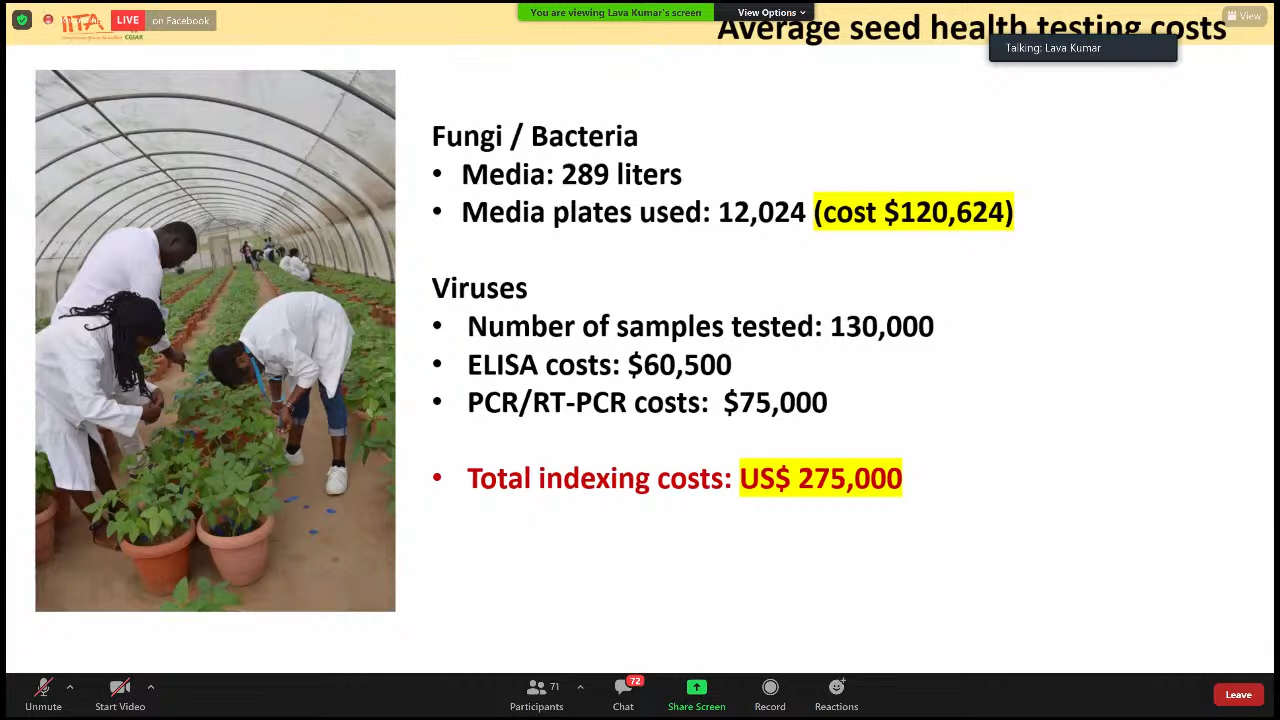 LIVE on Facebook
You are viewing Lava Kumar's screen View Options
View
IITA
CGIAR
Average seed health testing costs
Talking: Lava Kumar
Fungi / Bacteria
• Media: 289 liters
• Media plates used: 12,024 (cost $120,624)
Viruses
• Number of samples tested: 130,000
• ELISA costs: $60,500
• PCR/RT-PCR costs: $75,000
• Total indexing costs: US$ 275,000
71
72
Unmute
Start Video
Participants
Chat
Share Screen
Record
Reactions
Leave